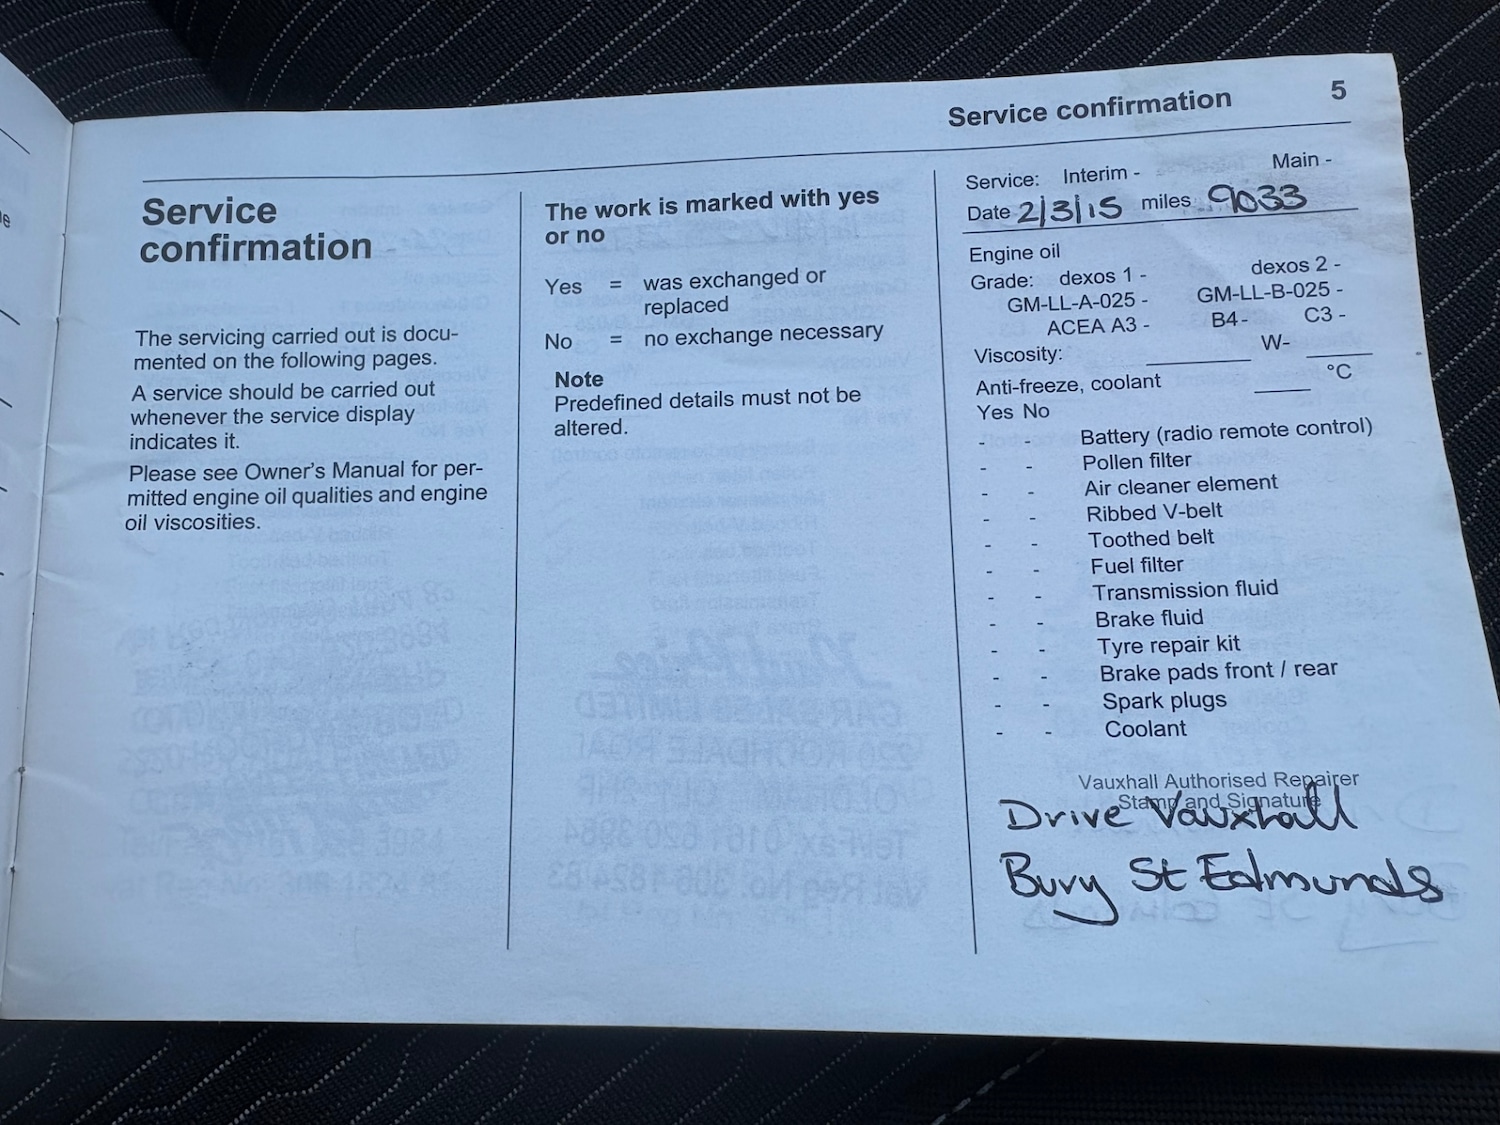 Service confirmation 5
Service
confirmation
The servicing carried out is docu-
mented on the following pages.
A service should be carried out
whenever the service display
indicates it.
Please see Owner's Manual for per-
mitted engine oil qualities and engine
oil viscosities.
The work is marked with yes
or no
Yes = was exchanged or
replaced
No = no exchange necessary
Note
Predefined details must not be
altered.
Service: Interim - Main -
Date 2/3/15 miles 9033
Engine oil
Grade: dexos 1 - dexos 2 -
GM-LL-A-025 - GM-LL-B-025 -
ACEA A3 - B4 - C3 -
Viscosity: ____ W- ____
Anti-freeze, coolant ____ °C
Yes No
- Battery (radio remote control)
- - Pollen filter
- - Air cleaner element
- - Ribbed V-belt
- - Toothed belt
- - Fuel filter
- - Transmission fluid
- - Brake fluid
- - Tyre repair kit
- - Brake pads front / rear
- - Spark plugs
- - Coolant
Vauxhall Authorised Repairer
Stamp and Signature
Drive Vauxhall
Bury St Edmunds